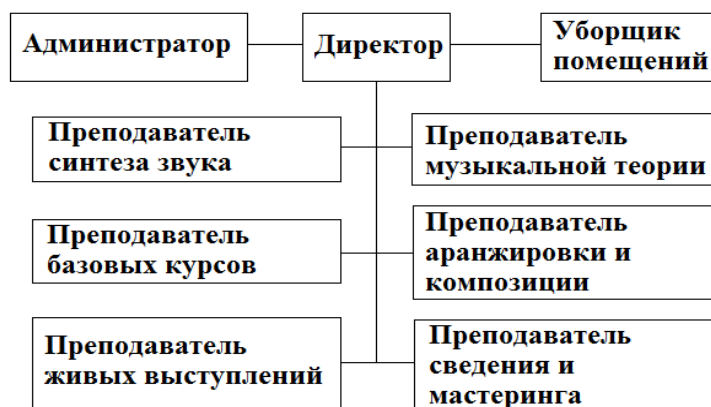 Администратор
Директор
Уборщик
помещений
Преподаватель
синтеза звука
Преподаватель
музыкальной теории
Преподаватель
базовых курсов
Преподаватель
аранжировки и
композиции
Преподаватель
живых выступлений
Преподаватель
сведения и
мастеринга